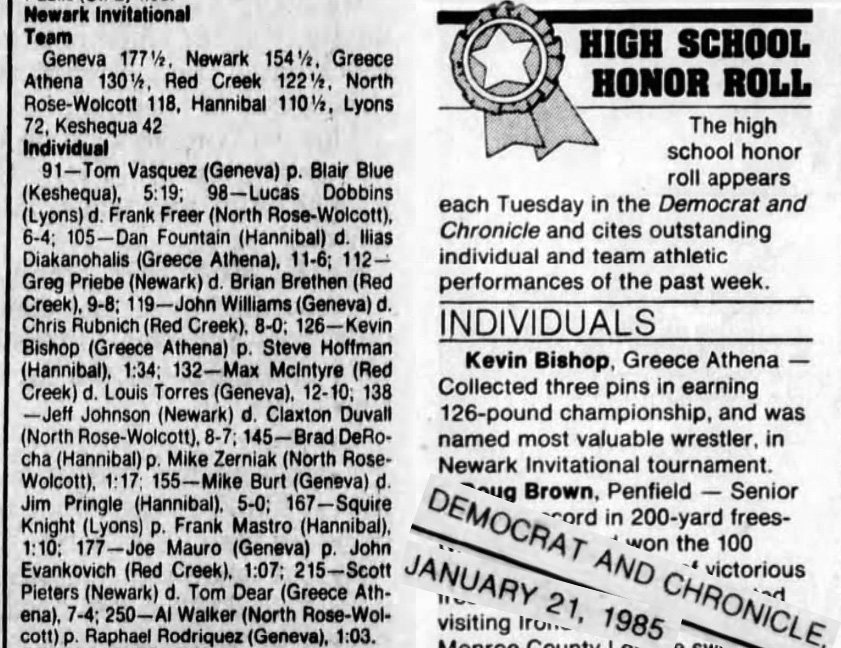 Newark Invitational
Team
Geneva 177½, Newark 154½, Greece
Athena 130½, Red Creek 122½, North
Rose-Wolcott 118, Hannibal 110½, Lyons
72, Keshequa 42
Individual
91—Tom Vasquez (Geneva) p. Blair Blue
(Keshequa), 5:19; 98—Lucas Dobbins
(Lyons) d. Frank Freer (North Rose-Wolcott),
6-4; 105—Dan Fountain (Hannibal) d. Ilias
Diakanohalis (Greece Athena), 11-6; 112—
Greg Priebe (Newark) d. Brian Brethen (Red
Creek), 9-8; 119—John Williams (Geneva) d.
Chris Rubnich (Red Creek), 8-0; 126—Kevin
Bishop (Greece Athena) p. Steve Hoffman
(Hannibal), 1:34; 132—Max McIntyre (Red
Creek) d. Louis Torres (Geneva), 12-10; 138
—Jeff Johnson (Newark) d. Claxton Duvall
(North Rose-Wolcott), 8-7; 145—Brad DeRo-
cha (Hannibal) p. Mike Zerniak (North Rose-
Wolcott), 1:17; 155—Mike Burt (Geneva) d.
Jim Pringle (Hannibal), 5-0; 167—Squire
Knight (Lyons) p. Frank Mastro (Hannibal),
1:10; 177—Joe Mauro (Geneva) p. John
Evankovich (Red Creek), 1:07; 215—Scott
Pieters (Newark) d. Tom Dear (Greece Ath-
ena), 7-4; 250—Al Walker (North Rose-Wol-
cott) p. Raphael Rodriquez (Geneva), 1:03.
HIGH SCHOOL
HONOR ROLL
The high
school honor
roll appears
each Tuesday in the Democrat and
Chronicle and cites outstanding
individual and team athletic
performances of the past week.
INDIVIDUALS
Kevin Bishop, Greece Athena —
Collected three pins in earning
126-pound championship, and was
named most valuable wrestler, in
Newark Invitational tournament.
Doug Brown, Penfield — Senior
in 200-yard frees-
won the 100
victorious
visiting
Monroe County
DEMOCRAT AND CHRONICLE,
JANUARY 21, 1985